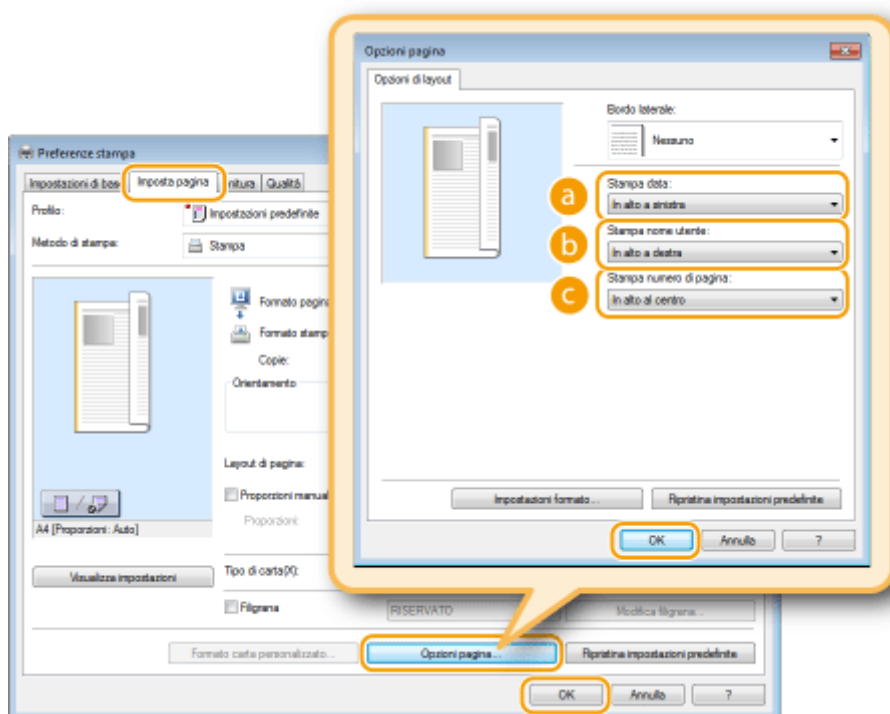 Opzioni pagina
Opzioni di layout
Bordo laterale:
Nessuno
a
Stampa data:
In alto a sinistra
b
Stampa nome utente:
In alto a destra
c
Stampa numero di pagina:
In alto al centro
Impostazioni formato...
Ripristina impostazioni predefinite
OK Annulla ?
Preferenze stampa
Impostazioni di base Imposta pagina nitura Qualità
Profilo: Impostazioni predefinite
Metodo di stampa: Stampa
Formato pagina
Formato stamp
Copie:
Orientamento
Layout di pagina:
Proporzioni manual
Proporzioni:
A4 [Proporzioni: Auto]
Visualizza impostazioni
Tipo di carta(X):
Filigrana RISERVATO Modifica filigrana...
Formato carta personalizzato... Opzioni pagina... Ripristina impostazioni predefinite
OK Annulla ?